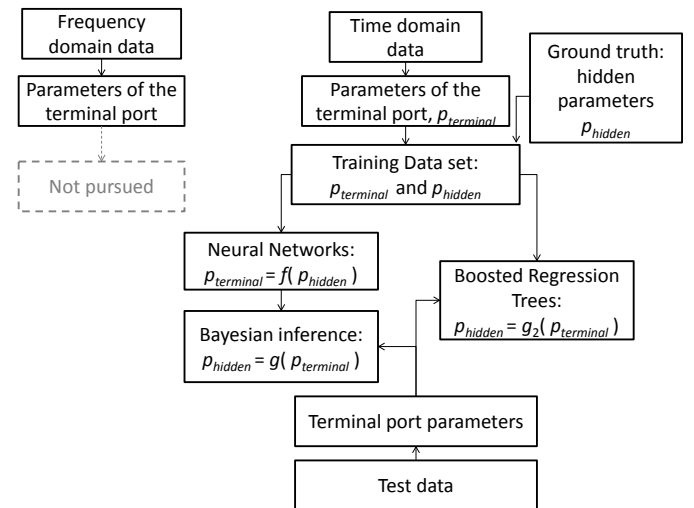 Frequency
domain data
Parameters of the
terminal port
Not pursued
Time domain
data
Parameters of the
terminal port, p_terminal
Ground truth:
hidden
parameters
p_hidden
Training Data set:
p_terminal and p_hidden
Neural Networks:
p_terminal = f( p_hidden )
Bayesian inference:
p_hidden = g( p_terminal )
Boosted Regression
Trees:
p_hidden = g₂( p_terminal )
Terminal port parameters
Test data